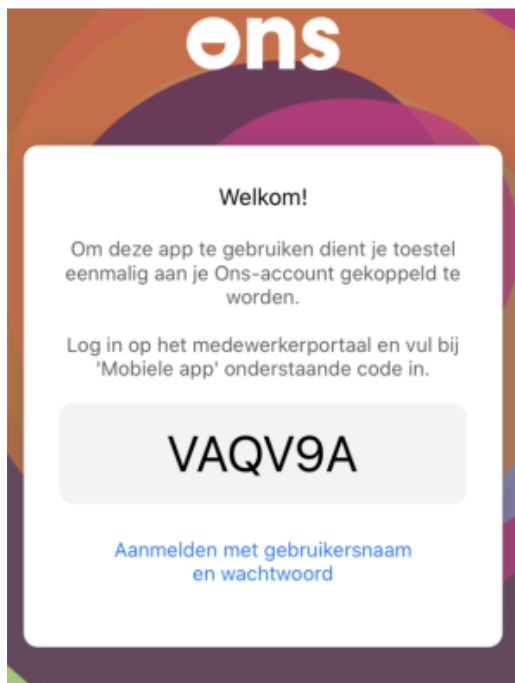 ons
Welkom!
Om deze app te gebruiken dient je toestel
eenmalig aan je Ons-account gekoppeld te
worden.
Log in op het medewerkerportaal en vul bij
'Mobiele app' onderstaande code in.
VAQV9A
Aanmelden met gebruikersnaam
en wachtwoord